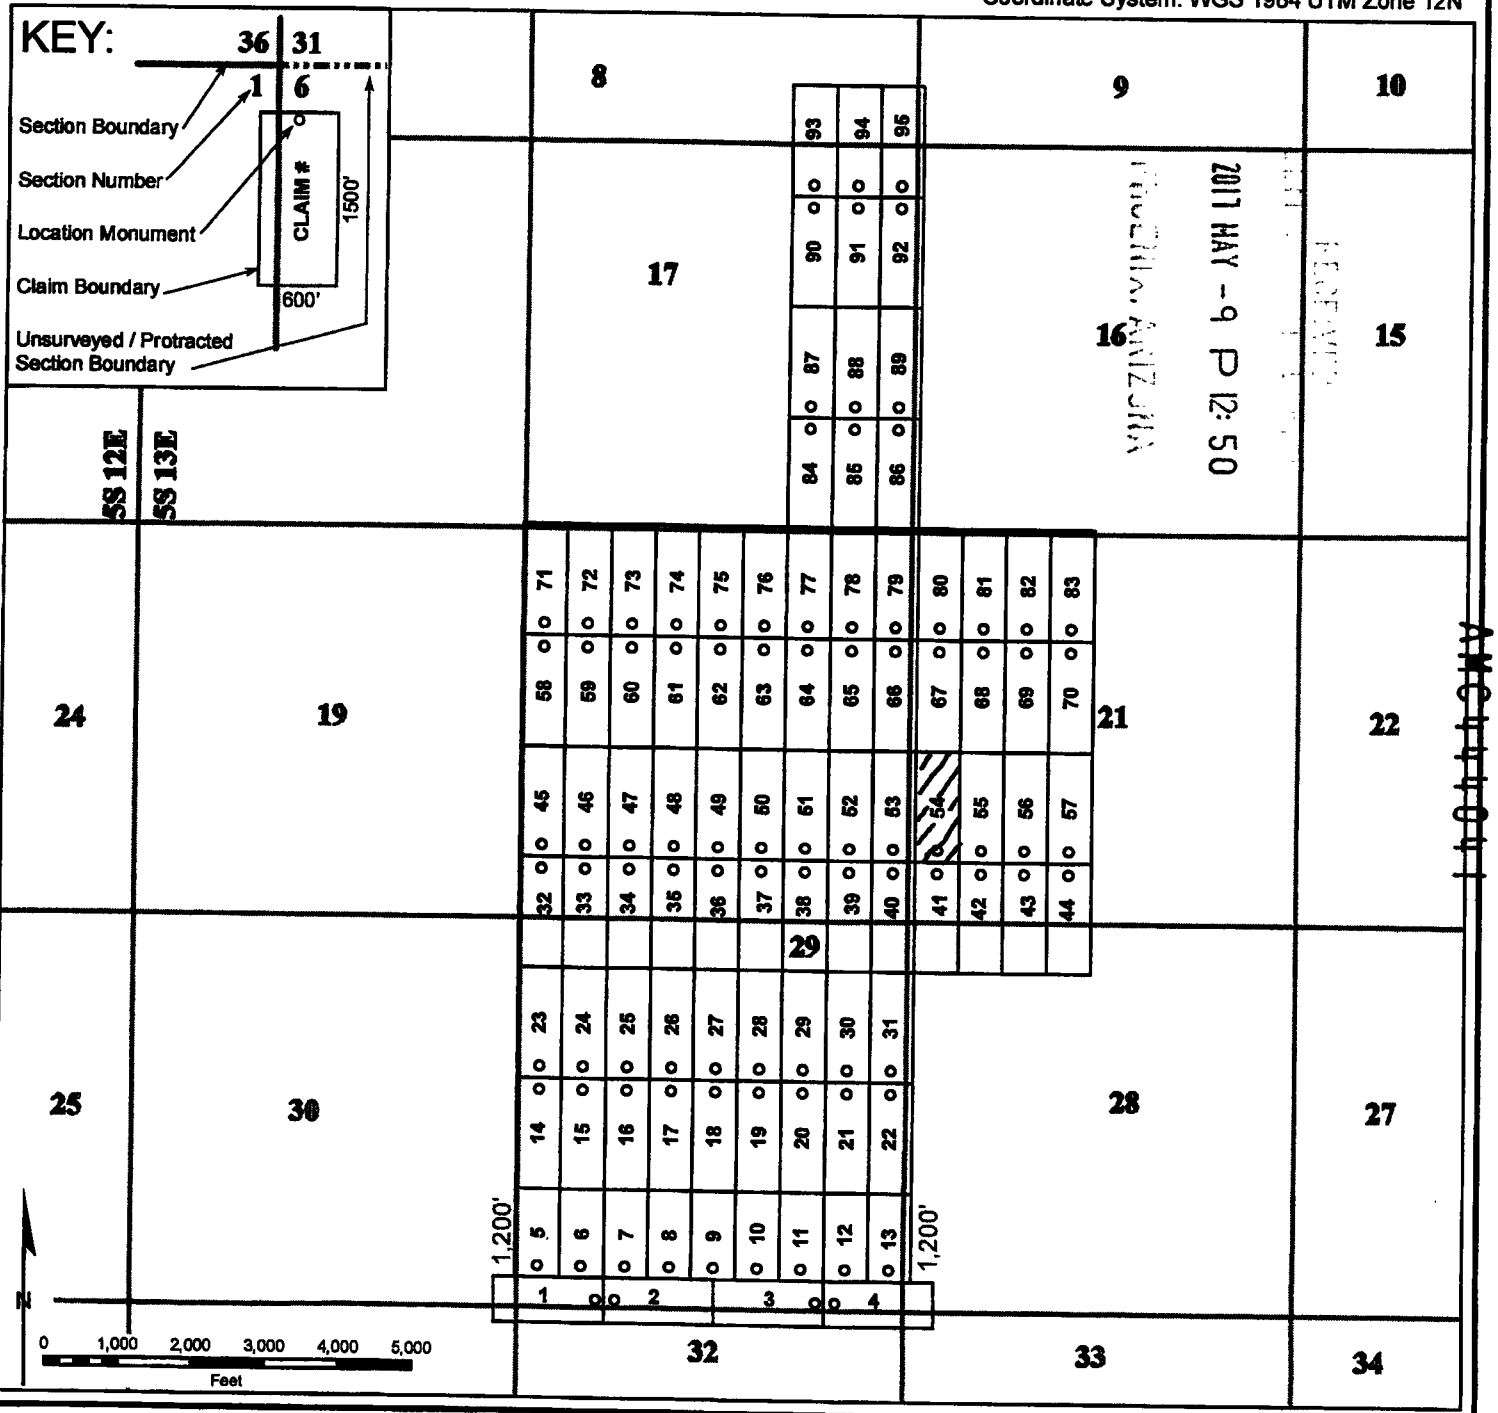 Coordinate System: WGS 1984 UTM Zone 12N
KEY:
36 31
1 6
Section Boundary
Section Number
Location Monument
Claim Boundary
Unsurveyed / Protracted
Section Boundary
CLAIM #
1500'
600'
8
9
10
93 94 95
2011 MAY -9 P 12: 50
90 91 92
17
16
15
87 88 89
84 85 86
5S 12E
5S 13E
71 72 73 74 75 76 77 78 79 80 81 82 83
58 59 60 61 62 63 64 65 66 67 68 69 70
24
19
21
22
45 46 47 48 49 50 51 52 53 54 55 56 57
32 33 34 35 36 37 38 39 40 41 42 43 44
29
23 24 25 26 27 28 29 30 31
25
30
28
27
14 15 16 17 18 19 20 21 22
1,200'
5 6 7 8 9 10 11 12 13
1,200'
1 2 3 4
N
0 1,000 2,000 3,000 4,000 5,000
Feet
32
33
34